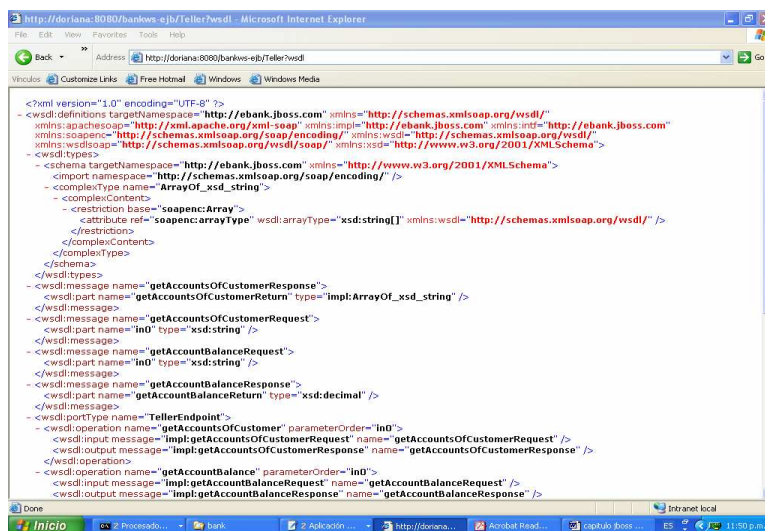 http://doriana:8080/bankws-ejb/Teller?wsdl - Microsoft Internet Explorer
File Edit View Favorites Tools Help
Back » Address http://doriana:8080/bankws-ejb/Teller?wsdl Go
Vínculos Customize Links Free Hotmail Windows Windows Media
<?xml version="1.0" encoding="UTF-8" ?>
- <wsdl:definitions targetNamespace="http://ebank.jboss.com" xmlns="http://schemas.xmlsoap.org/wsdl/"
xmlns:apachesoap="http://xml.apache.org/xml-soap" xmlns:impl="http://ebank.jboss.com" xmlns:intf="http://ebank.jboss.com"
xmlns:soapenc="http://schemas.xmlsoap.org/soap/encoding/" xmlns:wsdl="http://schemas.xmlsoap.org/wsdl/"
xmlns:wsdlsoap="http://schemas.xmlsoap.org/wsdl/soap/" xmlns:xsd="http://www.w3.org/2001/XMLSchema">
- <wsdl:types>
- <schema targetNamespace="http://ebank.jboss.com" xmlns="http://www.w3.org/2001/XMLSchema">
<import namespace="http://schemas.xmlsoap.org/soap/encoding/" />
- <complexType name="ArrayOf_xsd_string">
- <complexContent>
- <restriction base="soapenc:Array">
<attribute ref="soapenc:arrayType" wsdl:arrayType="xsd:string[]" xmlns:wsdl="http://schemas.xmlsoap.org/wsdl/" />
</restriction>
</complexContent>
</complexType>
</schema>
</wsdl:types>
- <wsdl:message name="getAccountsOfCustomerResponse">
<wsdl:part name="getAccountsOfCustomerReturn" type="impl:ArrayOf_xsd_string" />
</wsdl:message>
- <wsdl:message name="getAccountsOfCustomerRequest">
<wsdl:part name="in0" type="xsd:string" />
</wsdl:message>
- <wsdl:message name="getAccountBalanceRequest">
<wsdl:part name="in0" type="xsd:string" />
</wsdl:message>
- <wsdl:message name="getAccountBalanceResponse">
<wsdl:part name="getAccountBalanceReturn" type="xsd:decimal" />
</wsdl:message>
- <wsdl:portType name="TellerEndpoint">
- <wsdl:operation name="getAccountsOfCustomer" parameterOrder="in0">
<wsdl:input message="impl:getAccountsOfCustomerRequest" name="getAccountsOfCustomerRequest" />
<wsdl:output message="impl:getAccountsOfCustomerResponse" name="getAccountsOfCustomerResponse" />
</wsdl:operation>
- <wsdl:operation name="getAccountBalance" parameterOrder="in0">
<wsdl:input message="impl:getAccountBalanceRequest" name="getAccountBalanceRequest" />
<wsdl:output message="impl:getAccountBalanceResponse" name="getAccountBalanceResponse" />
Done Intranet local
Inicio 2 Procesado... bank 2 Aplicación ... http://doriana... Acrobat Read... capitulo jboss ... ES 11:50 p.m.